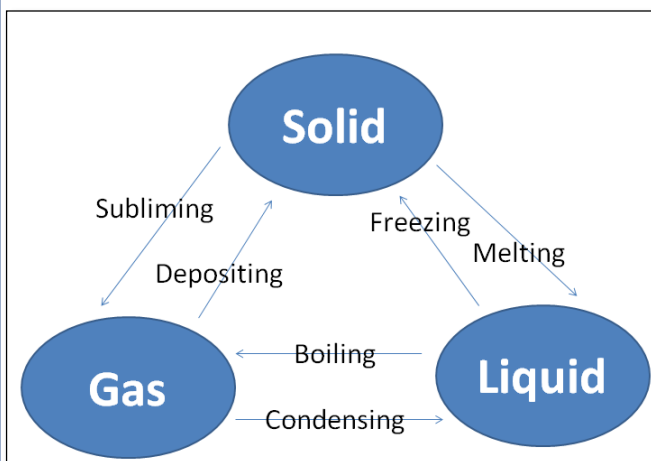 Solid
Subliming
Freezing
Melting
Depositing
Boiling
Gas
Liquid
Condensing